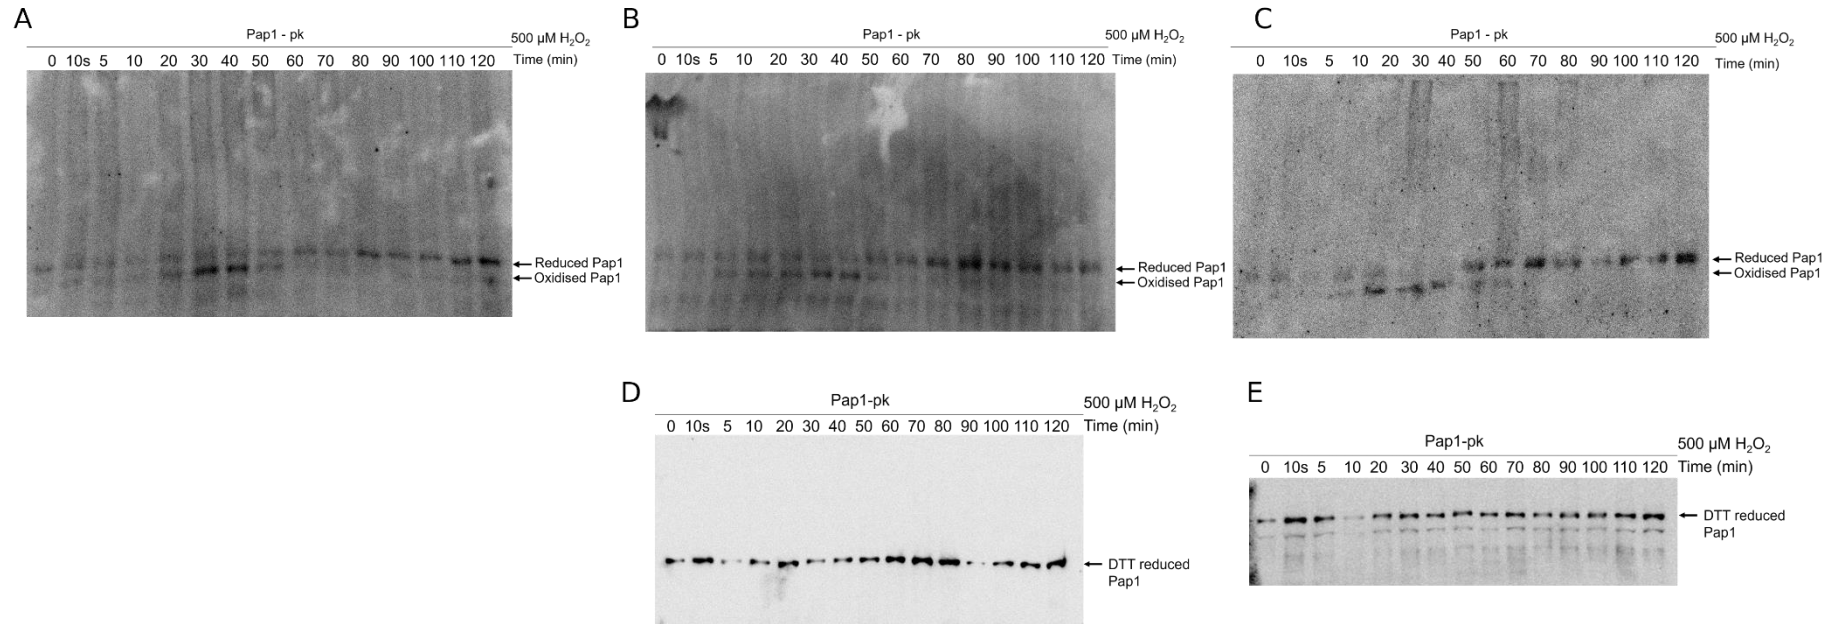 A
Pap1 - pk
500 µM H₂O₂
0 10s 5 10 20 30 40 50 60 70 80 90 100 110 120 Time (min)
Reduced Pap1
Oxidised Pap1
B
Pap1 - pk
500 µM H₂O₂
0 10s 5 10 20 30 40 50 60 70 80 90 100 110 120 Time (min)
Reduced Pap1
Oxidised Pap1
C
Pap1 - pk
500 µM H₂O₂
0 10s 5 10 20 30 40 50 60 70 80 90 100 110 120 Time (min)
Reduced Pap1
Oxidised Pap1
D
Pap1-pk
500 µM H₂O₂
0 10s 5 10 20 30 40 50 60 70 80 90 100 110 120 Time (min)
DTT reduced
Pap1
E
Pap1-pk
500 µM H₂O₂
0 10s 5 10 20 30 40 50 60 70 80 90 100 110 120 Time (min)
DTT reduced
Pap1